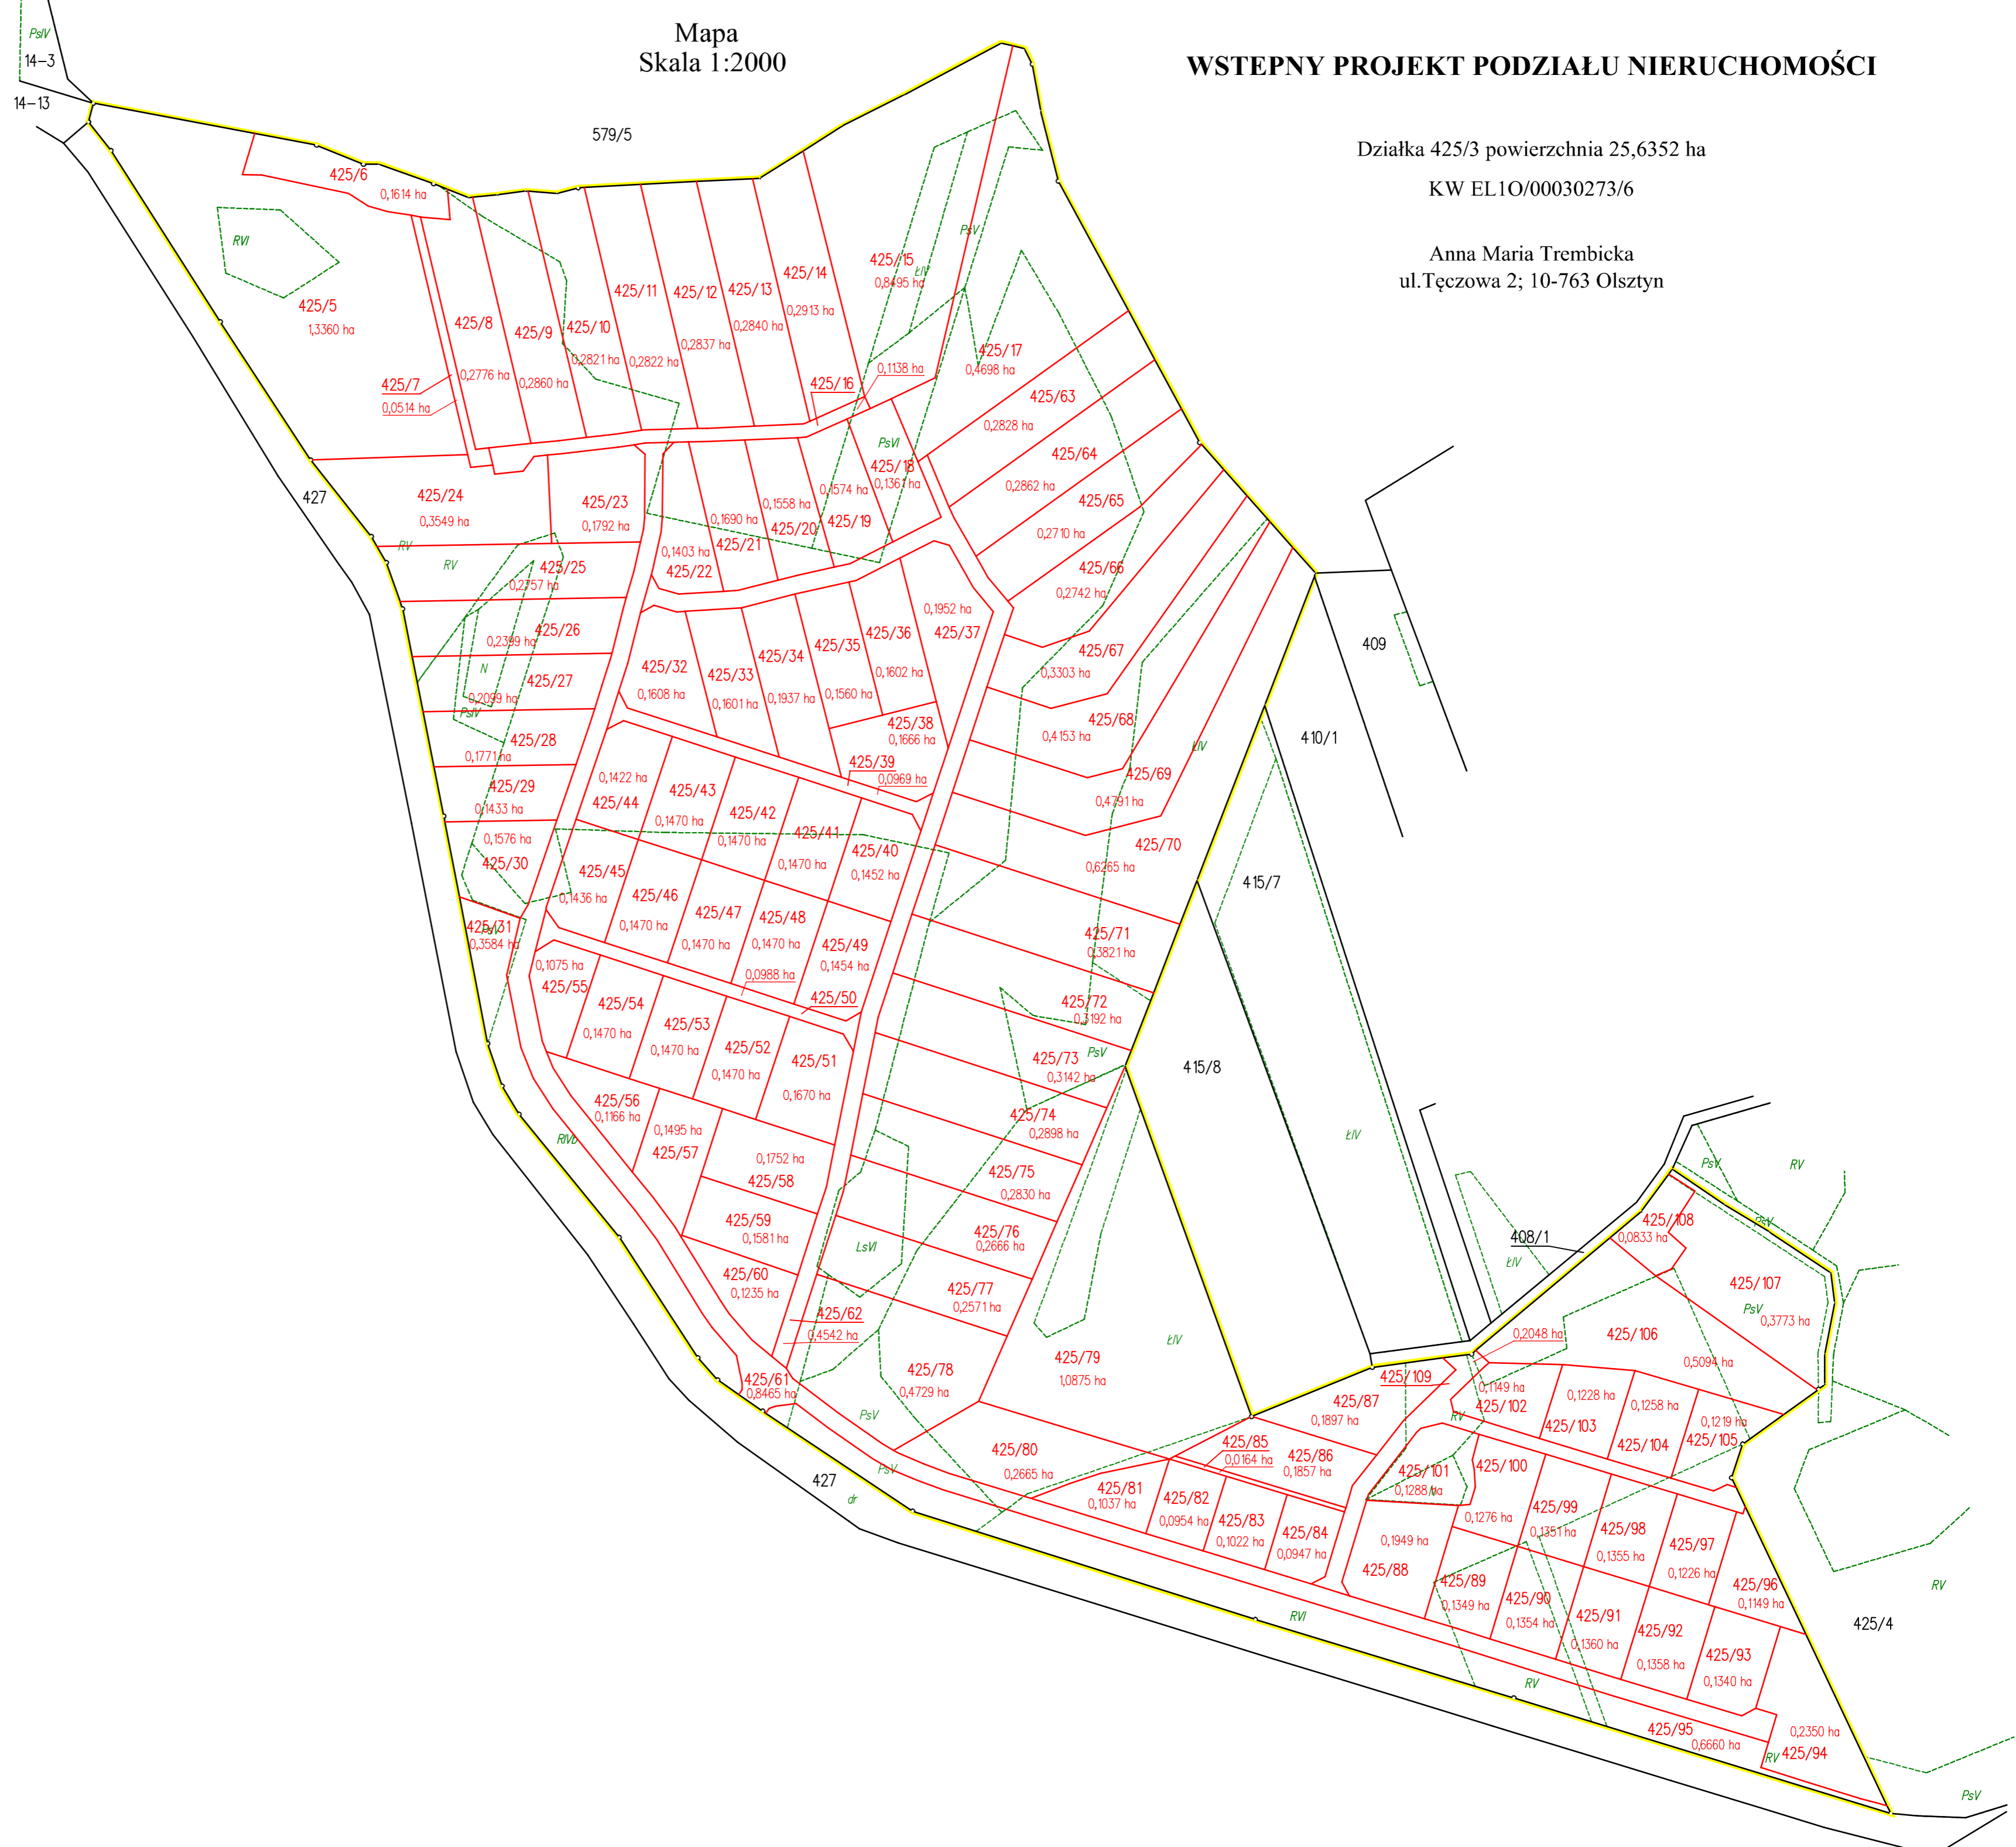 Mapa
Skala 1:2000
WSTEPNY PROJEKT PODZIAŁU NIERUCHOMOŚCI
Działka 425/3 powierzchnia 25,6352 ha
KW EL1O/00030273/6
Anna Maria Trembicka
ul.Tęczowa 2; 10-763 Olsztyn
PsIV
14-3
14-13
579/5
425/6
0,1614 ha
RVI
425/5
1,3360 ha
425/7
0,0514 ha
425/8
0,2776 ha
425/9
0,2860 ha
425/10
0,2821 ha
425/11
0,2822 ha
425/12
0,2837 ha
425/13
0,2840 ha
425/14
0,2913 ha
425/15
0,8495 ha
ŁIV
PsV
425/16
0,1138 ha
425/17
0,4698 ha
PsVI
425/18
0,1361 ha
425/19
0,1574 ha
425/20
0,1558 ha
425/21
0,1690 ha
425/22
0,1403 ha
425/23
0,1792 ha
425/24
0,3549 ha
427
RV
RV
425/25
0,2757 ha
425/26
0,2399 ha
N
425/27
0,2099 ha
PsIV
425/28
0,1771 ha
425/29
0,1433 ha
0,1576 ha
425/30
425/31
PsV
0,3584 ha
425/32
0,1608 ha
425/33
0,1601 ha
425/34
0,1937 ha
425/35
0,1560 ha
425/36
0,1602 ha
0,1952 ha
425/37
425/38
0,1666 ha
425/39
0,0969 ha
425/40
0,1452 ha
425/41
0,1470 ha
425/42
0,1470 ha
425/43
0,1470 ha
0,1422 ha
425/44
425/45
0,1436 ha
425/46
0,1470 ha
425/47
0,1470 ha
425/48
0,1470 ha
425/49
0,1454 ha
0,0988 ha
425/50
425/51
0,1670 ha
425/52
0,1470 ha
425/53
0,1470 ha
425/54
0,1470 ha
0,1075 ha
425/55
425/56
0,1166 ha
0,1495 ha
425/57
0,1752 ha
425/58
425/59
0,1581 ha
425/60
0,1235 ha
RIVb
425/61
0,8465 ha
425/62
0,4542 ha
LsVI
425/63
0,2828 ha
425/64
0,2862 ha
425/65
0,2710 ha
425/66
0,2742 ha
425/67
0,3303 ha
425/68
0,4153 ha
ŁIV
425/69
0,4791 ha
425/70
0,6265 ha
425/71
0,3821 ha
425/72
0,3192 ha
425/73
PsV
0,3142 ha
425/74
0,2898 ha
425/75
0,2830 ha
425/76
0,2666 ha
425/77
0,2571 ha
425/78
0,4729 ha
425/79
1,0875 ha
ŁIV
409
410/1
415/7
415/8
ŁIV
408/1
ŁIV
PsV
RV
PsV
425/108
0,0833 ha
425/107
PsV
0,3773 ha
425/106
0,5094 ha
0,2048 ha
425/109
PsV
PsV
427
dr
425/80
0,2665 ha
425/81
0,1037 ha
425/82
0,0954 ha
425/83
0,1022 ha
425/84
0,0947 ha
425/85
0,0164 ha
425/86
0,1857 ha
425/87
0,1897 ha
0,1949 ha
425/88
425/89
0,1349 ha
425/90
0,1354 ha
425/91
0,1360 ha
425/92
0,1358 ha
425/93
0,1340 ha
0,2350 ha
425/94
425/95
0,6660 ha
425/96
0,1149 ha
425/97
0,1226 ha
425/98
0,1355 ha
425/99
0,1351 ha
425/100
0,1276 ha
425/101
0,1288 ha
N
RV
0,1149 ha
425/102
425/103
0,1228 ha
0,1258 ha
425/104
0,1219 ha
425/105
RVI
RV
RV
RV
425/4
PsV